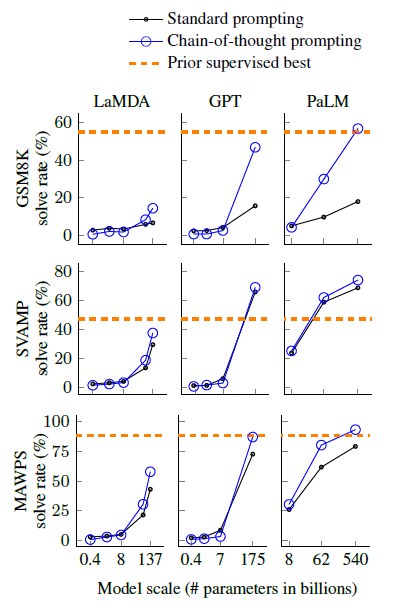 Standard prompting
Chain-of-thought prompting
Prior supervised best
LaMDA GPT PaLM
GSM8K
solve rate (%)
60
40
20
0
SVAMP
solve rate (%)
80
60
40
20
0
MAWPS
solve rate (%)
100
75
50
25
0
0.4 8 137 0.4 7 175 8 62 540
Model scale (# parameters in billions)